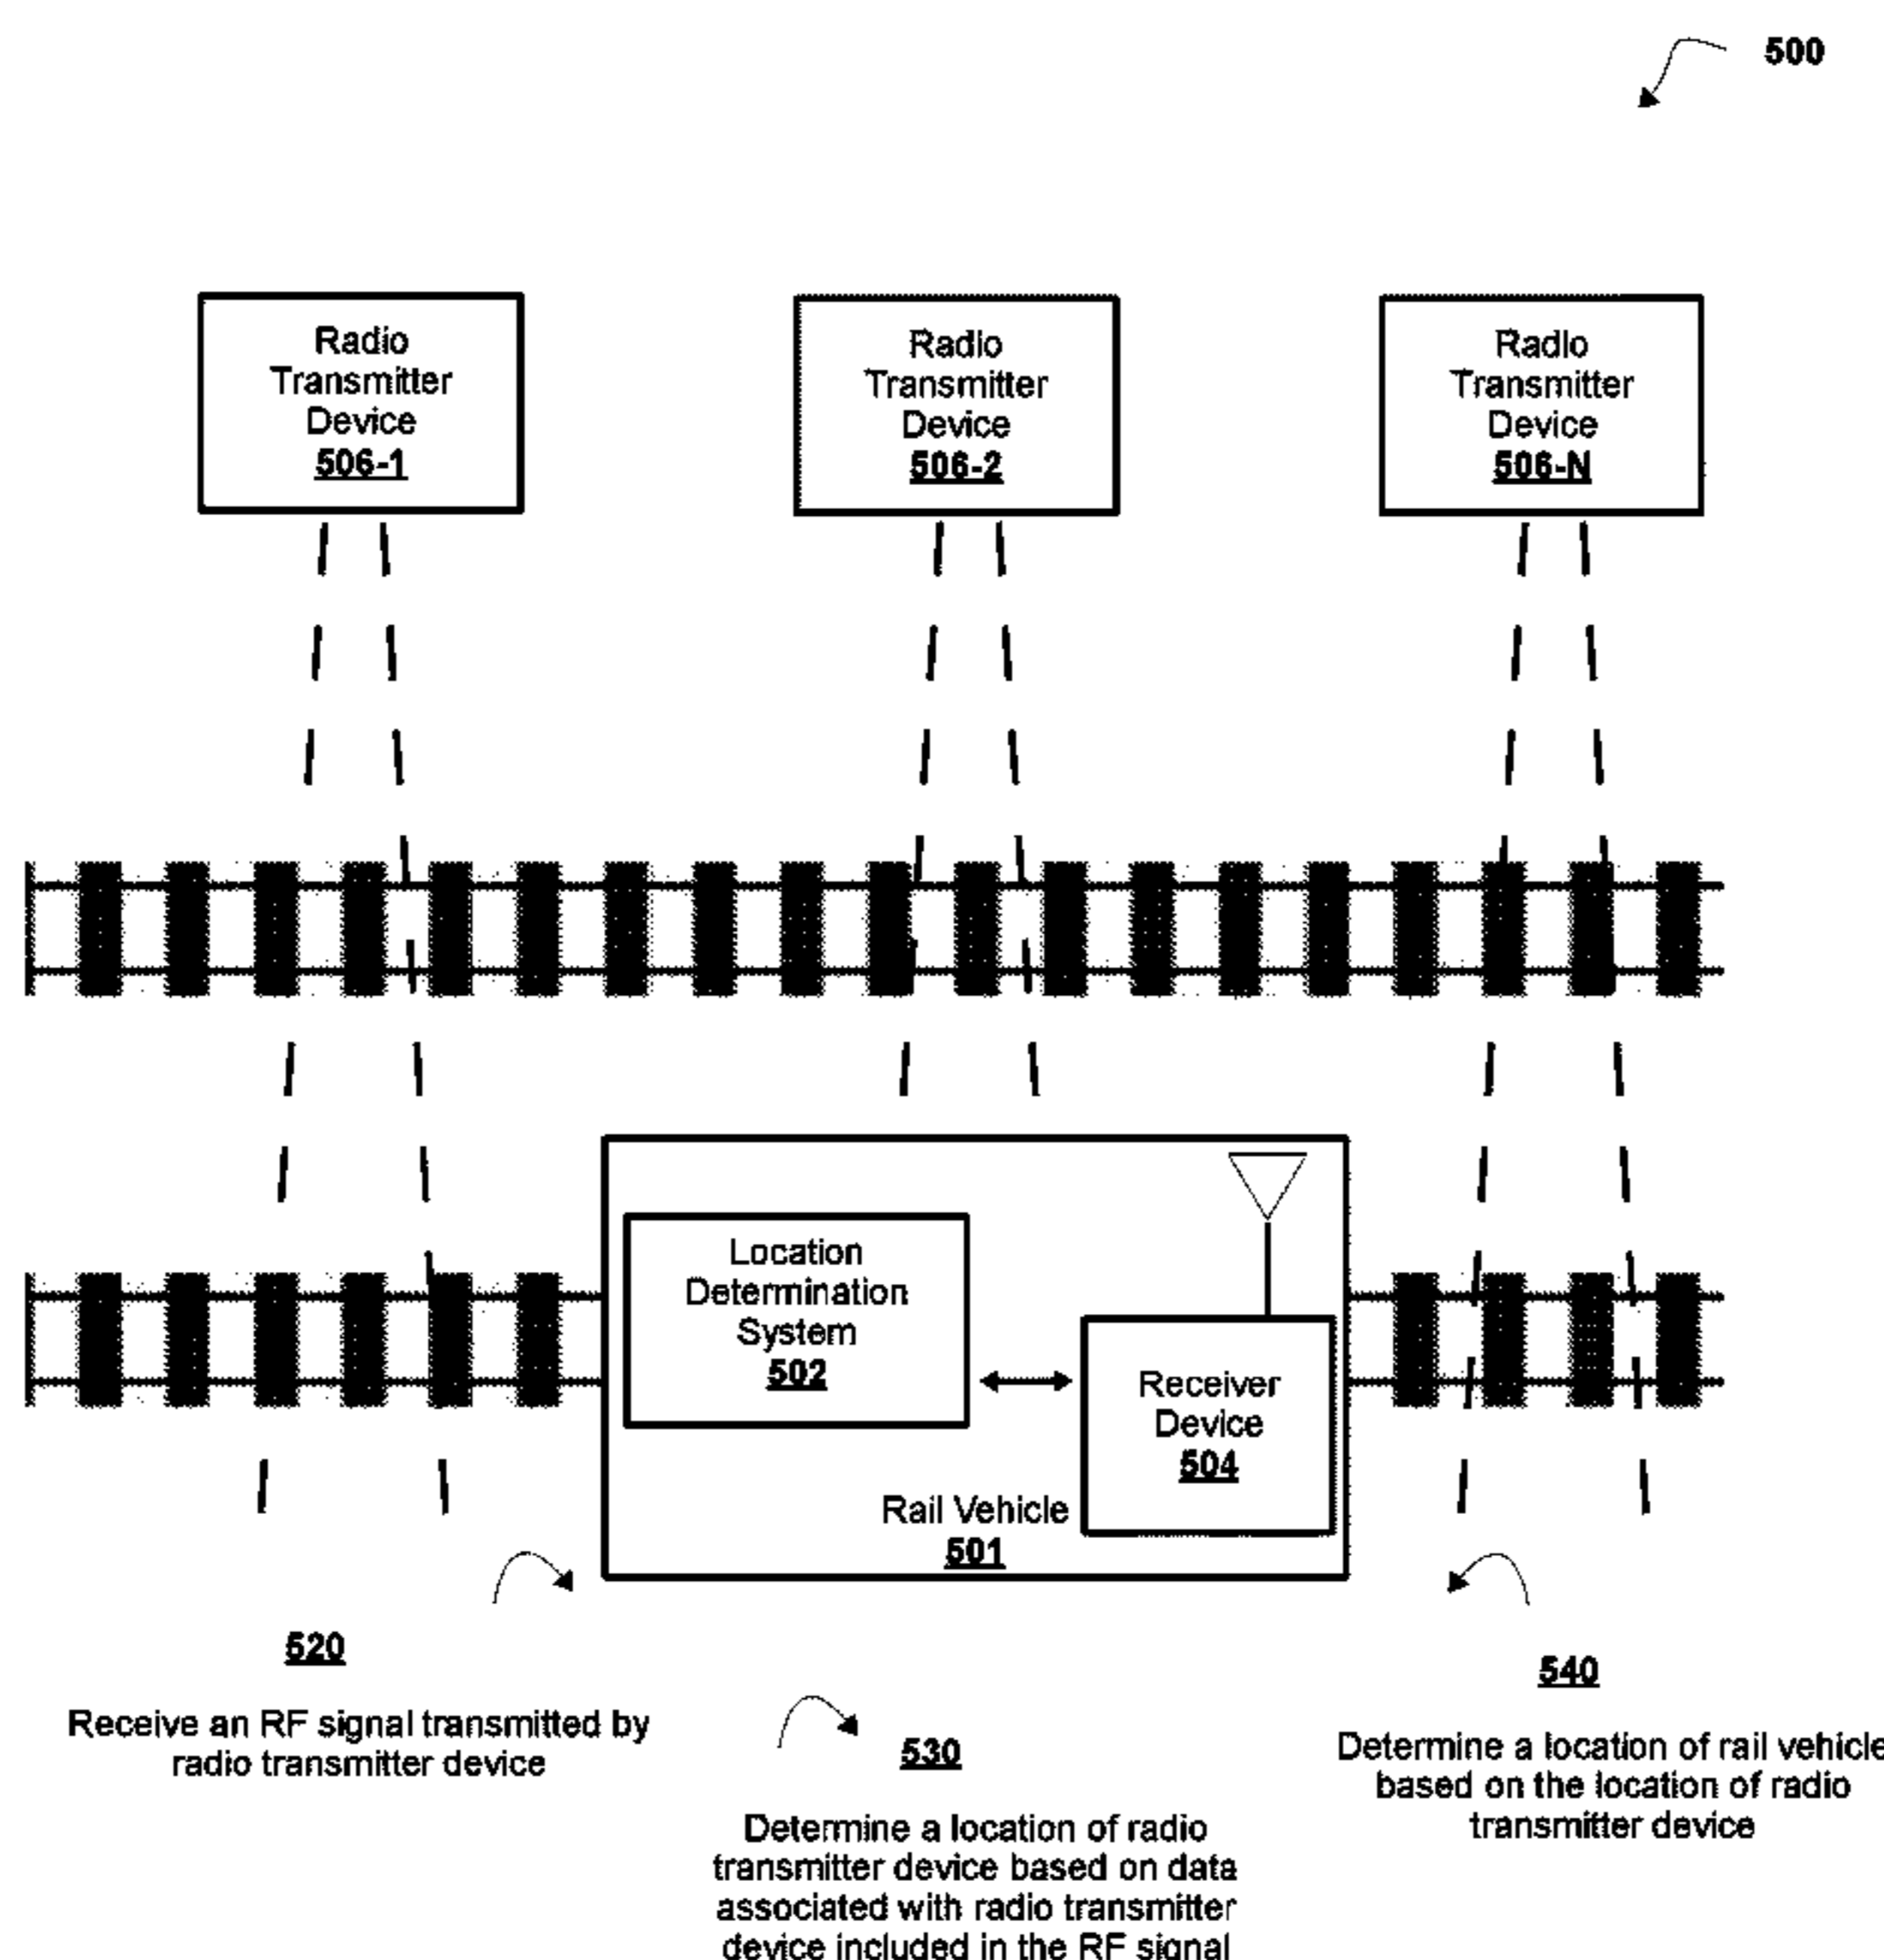 500
Radio
Transmitter
Device
506-1
Radio
Transmitter
Device
506-2
Radio
Transmitter
Device
506-N
Location
Determination
System
502
Receiver
Device
504
Rail Vehicle
501
520
Receive an RF signal transmitted by
radio transmitter device
530
Determine a location of radio
transmitter device based on data
associated with radio transmitter
device included in the RF signal
540
Determine a location of rail vehicle
based on the location of radio
transmitter device